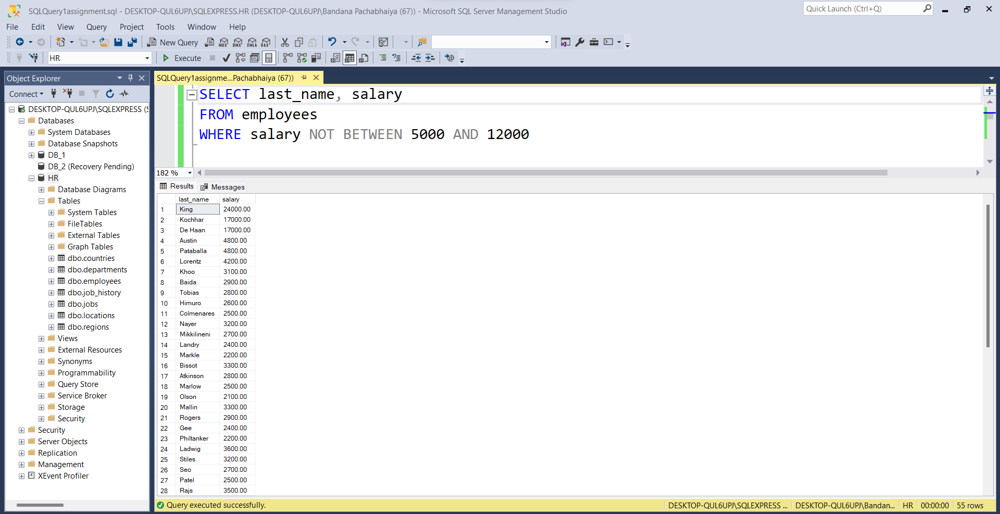 SQLQuery1assignment.sql - DESKTOP-QUL6UPJ\SQLEXPRESS.HR (DESKTOP-QUL6UPJ\Bandana Pachabhaiya (67)) - Microsoft SQL Server Management Studio
Quick Launch (Ctrl+Q)
File Edit View Query Project Tools Window Help
New Query MDX DMX XMLA DAX
HR Execute
Object Explorer
Connect
DESKTOP-QUL6UPJ\SQLEXPRESS (S
Databases
System Databases
Database Snapshots
DB_1
DB_2 (Recovery Pending)
HR
Database Diagrams
Tables
System Tables
FileTables
External Tables
Graph Tables
dbo.countries
dbo.departments
dbo.employees
dbo.job_history
dbo.jobs
dbo.locations
dbo.regions
Views
External Resources
Synonyms
Programmability
Query Store
Service Broker
Storage
Security
Security
Server Objects
Replication
Management
XEvent Profiler
SQLQuery1assignme...Pachabhaiya (67))
SELECT last_name, salary
FROM employees
WHERE salary NOT BETWEEN 5000 AND 12000
182 %
Results Messages
last_name salary
1 King 24000.00
2 Kochhar 17000.00
3 De Haan 17000.00
4 Austin 4800.00
5 Pataballa 4800.00
6 Lorentz 4200.00
7 Khoo 3100.00
8 Baida 2900.00
9 Tobias 2800.00
10 Himuro 2600.00
11 Colmenares 2500.00
12 Nayer 3200.00
13 Mikkilineni 2700.00
14 Landry 2400.00
15 Markle 2200.00
16 Bissot 3300.00
17 Atkinson 2800.00
18 Marlow 2500.00
19 Olson 2100.00
20 Mallin 3300.00
21 Rogers 2900.00
22 Gee 2400.00
23 Philtanker 2200.00
24 Ladwig 3600.00
25 Stiles 3200.00
26 Seo 2700.00
27 Patel 2500.00
28 Rajs 3500.00
Query executed successfully. DESKTOP-QUL6UPJ\SQLEXPRESS ... DESKTOP-QUL6UPJ\Bandan... HR 00:00:00 55 rows